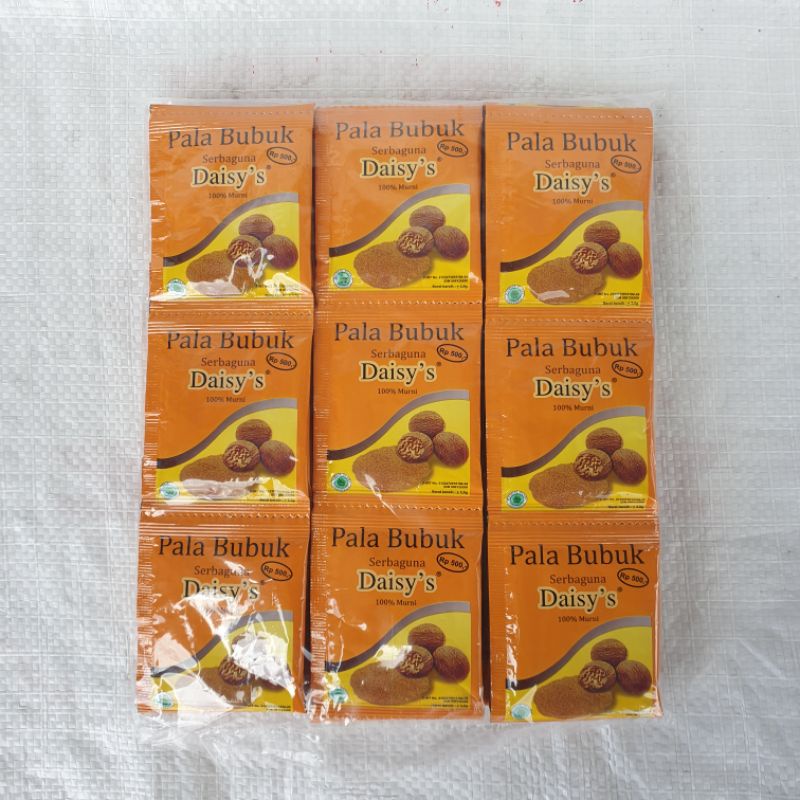 Pala Bubuk
Serbaguna
Rp 500,-
Daisy's®
100% Murni
Pala Bubuk
Serbaguna
Rp 500,-
Daisy's®
100% Murni
Pala Bubuk
Serbaguna
Rp 500,-
Daisy's®
100% Murni
Pala Bubuk
Serbaguna
Rp 500,-
Daisy's®
100% Murni
Pala Bubuk
Serbaguna
Rp 500,-
Daisy's®
100% Murni
Pala Bubuk
Serbaguna
Rp 500,-
Daisy's®
100% Murni
Pala Bubuk
Serbaguna
Rp 500,-
Daisy's®
100% Murni
Pala Bubuk
Serbaguna
Rp 500,-
Daisy's®
100% Murni
Pala Bubuk
Serbaguna
Rp 500,-
Daisy's®
100% Murni